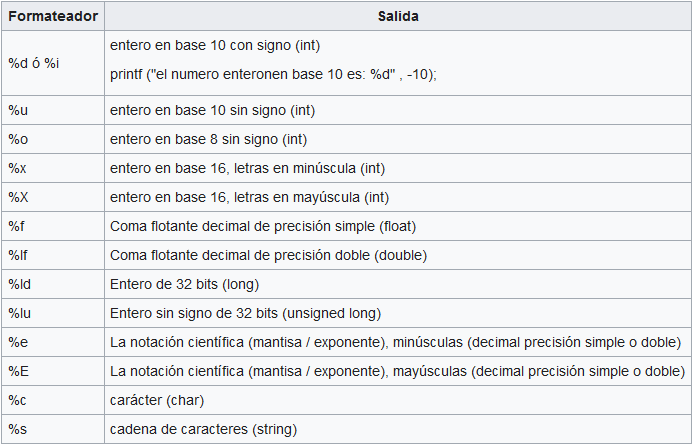 Formateador Salida
%d ó %i entero en base 10 con signo (int)
printf ("el numero enteronen base 10 es: %d" , -10);
%u entero en base 10 sin signo (int)
%o entero en base 8 sin signo (int)
%x entero en base 16, letras en minúscula (int)
%X entero en base 16, letras en mayúscula (int)
%f Coma flotante decimal de precisión simple (float)
%lf Coma flotante decimal de precisión doble (double)
%ld Entero de 32 bits (long)
%lu Entero sin signo de 32 bits (unsigned long)
%e La notación científica (mantisa / exponente), minúsculas (decimal precisión simple o doble)
%E La notación científica (mantisa / exponente), mayúsculas (decimal precisión simple o doble)
%c carácter (char)
%s cadena de caracteres (string)